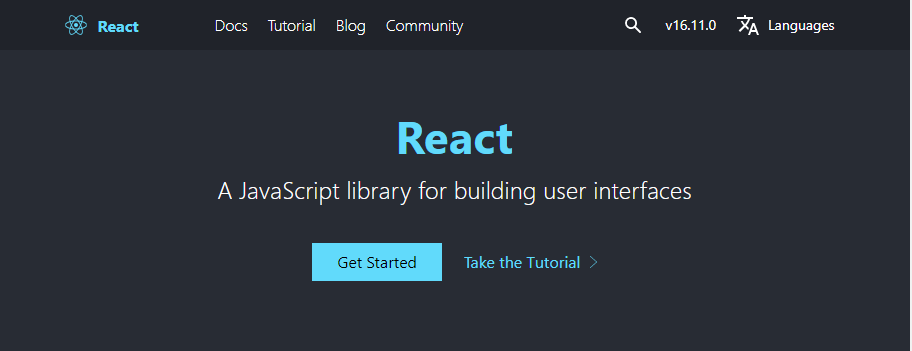 React Docs Tutorial Blog Community v16.11.0 Languages
React
A JavaScript library for building user interfaces
Get Started Take the Tutorial